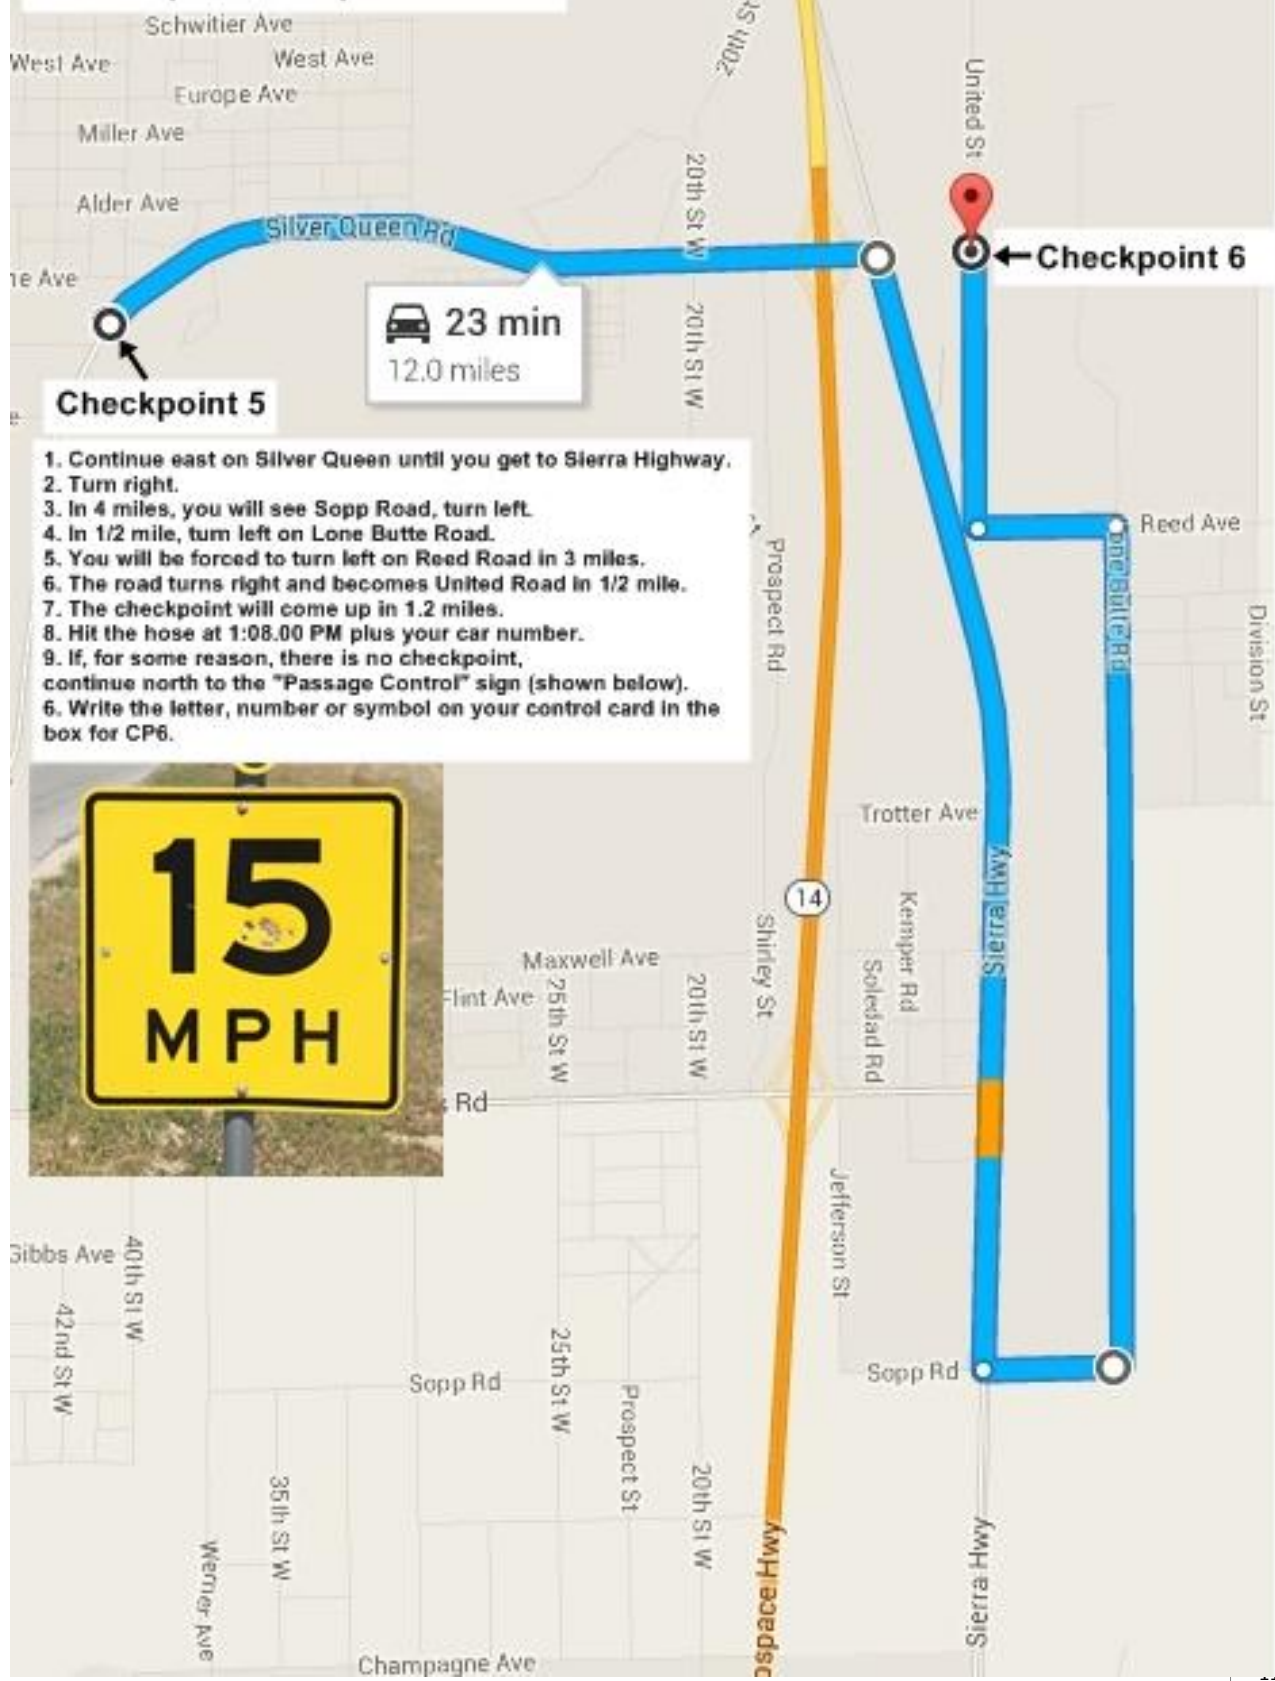 Schwitier Ave
20th St
West Ave
West Ave
United St
Europe Ave
Miller Ave
20th St W
Alder Ave
Silver Queen Rd
Checkpoint 6
ne Ave
23 min
12.0 miles
20th St W
Checkpoint 5
1. Continue east on Silver Queen until you get to Sierra Highway.
2. Turn right.
3. In 4 miles, you will see Sopp Road, turn left.
4. In 1/2 mile, turn left on Lone Butte Road.
5. You will be forced to turn left on Reed Road in 3 miles.
6. The road turns right and becomes United Road in 1/2 mile.
7. The checkpoint will come up in 1.2 miles.
8. Hit the hose at 1:08.00 PM plus your car number.
9. If, for some reason, there is no checkpoint,
continue north to the "Passage Control" sign (shown below).
6. Write the letter, number or symbol on your control card in the
box for CP6.
Reed Ave
one Butte Rd
Prospect Rd
Division St
15
MPH
Trotter Ave
Sierra Hwy
14
Kemper Rd
Shirley St
Maxwell Ave
Soledad Rd
Flint Ave
25th St W
20th St W
s Rd
Jefferson St
Gibbs Ave
40th St W
42nd St W
25th St W
Sopp Rd
Sopp Rd
Prospect St
20th St W
35th St W
Werner Ave
ospace Hwy
Sierra Hwy
Champagne Ave